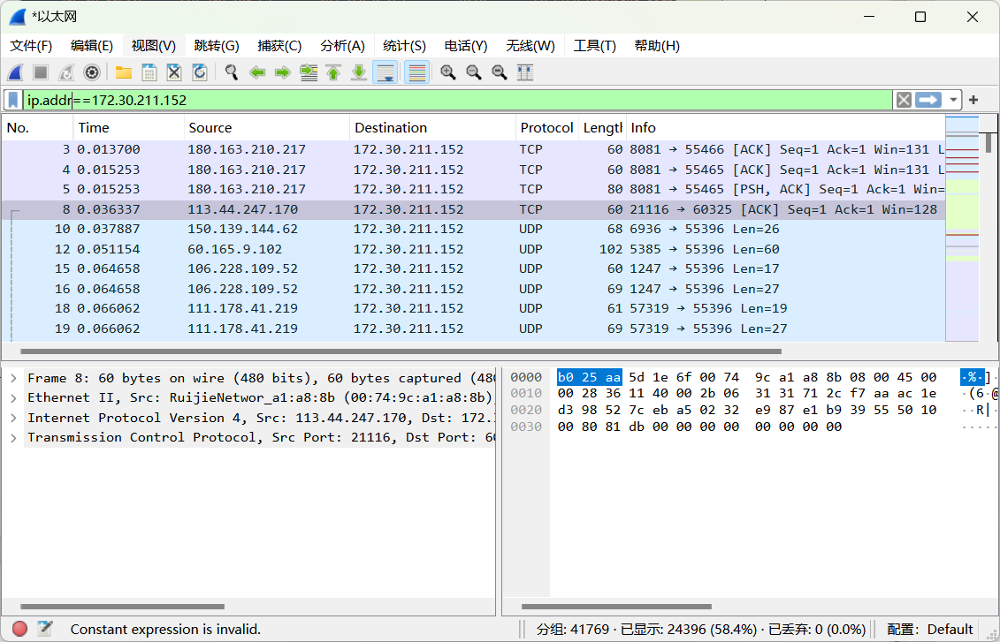 *以太网
文件(F) 编辑(E) 视图(V) 跳转(G) 捕获(C) 分析(A) 统计(S) 电话(Y) 无线(W) 工具(T) 帮助(H)
ip.addr==172.30.211.152
No. Time Source Destination Protocol Length Info
3 0.013700 180.163.210.217 172.30.211.152 TCP 60 8081 → 55466 [ACK] Seq=1 Ack=1 Win=131 L
4 0.015253 180.163.210.217 172.30.211.152 TCP 60 8081 → 55465 [ACK] Seq=1 Ack=1 Win=131 L
5 0.015253 180.163.210.217 172.30.211.152 TCP 80 8081 → 55465 [PSH, ACK] Seq=1 Ack=1 Win=
8 0.036337 113.44.247.170 172.30.211.152 TCP 60 21116 → 60325 [ACK] Seq=1 Ack=1 Win=128
10 0.037887 150.139.144.62 172.30.211.152 UDP 68 6936 → 55396 Len=26
12 0.051154 60.165.9.102 172.30.211.152 UDP 102 5385 → 55396 Len=60
15 0.064658 106.228.109.52 172.30.211.152 UDP 60 1247 → 55396 Len=17
16 0.064658 106.228.109.52 172.30.211.152 UDP 69 1247 → 55396 Len=27
18 0.066062 111.178.41.219 172.30.211.152 UDP 61 57319 → 55396 Len=19
19 0.066062 111.178.41.219 172.30.211.152 UDP 69 57319 → 55396 Len=27
Frame 8: 60 bytes on wire (480 bits), 60 bytes captured (480
Ethernet II, Src: RuijieNetwor_a1:a8:8b (00:74:9c:a1:a8:8b),
Internet Protocol Version 4, Src: 113.44.247.170, Dst: 172.
Transmission Control Protocol, Src Port: 21116, Dst Port: 60
0000 b0 25 aa 5d 1e 6f 00 74 9c a1 a8 8b 08 00 45 00 ·%·]
0010 00 28 36 11 40 00 2b 06 31 31 71 2c f7 aa ac 1e ·(6·@
0020 d3 98 52 7c eb a5 02 32 e9 87 e1 b9 39 55 50 10 ··R|·
0030 00 80 81 db 00 00 00 00 00 00 00 00 ·····
Constant expression is invalid.
分组: 41769 · 已显示: 24396 (58.4%) · 已丢弃: 0 (0.0%)
配置: Default